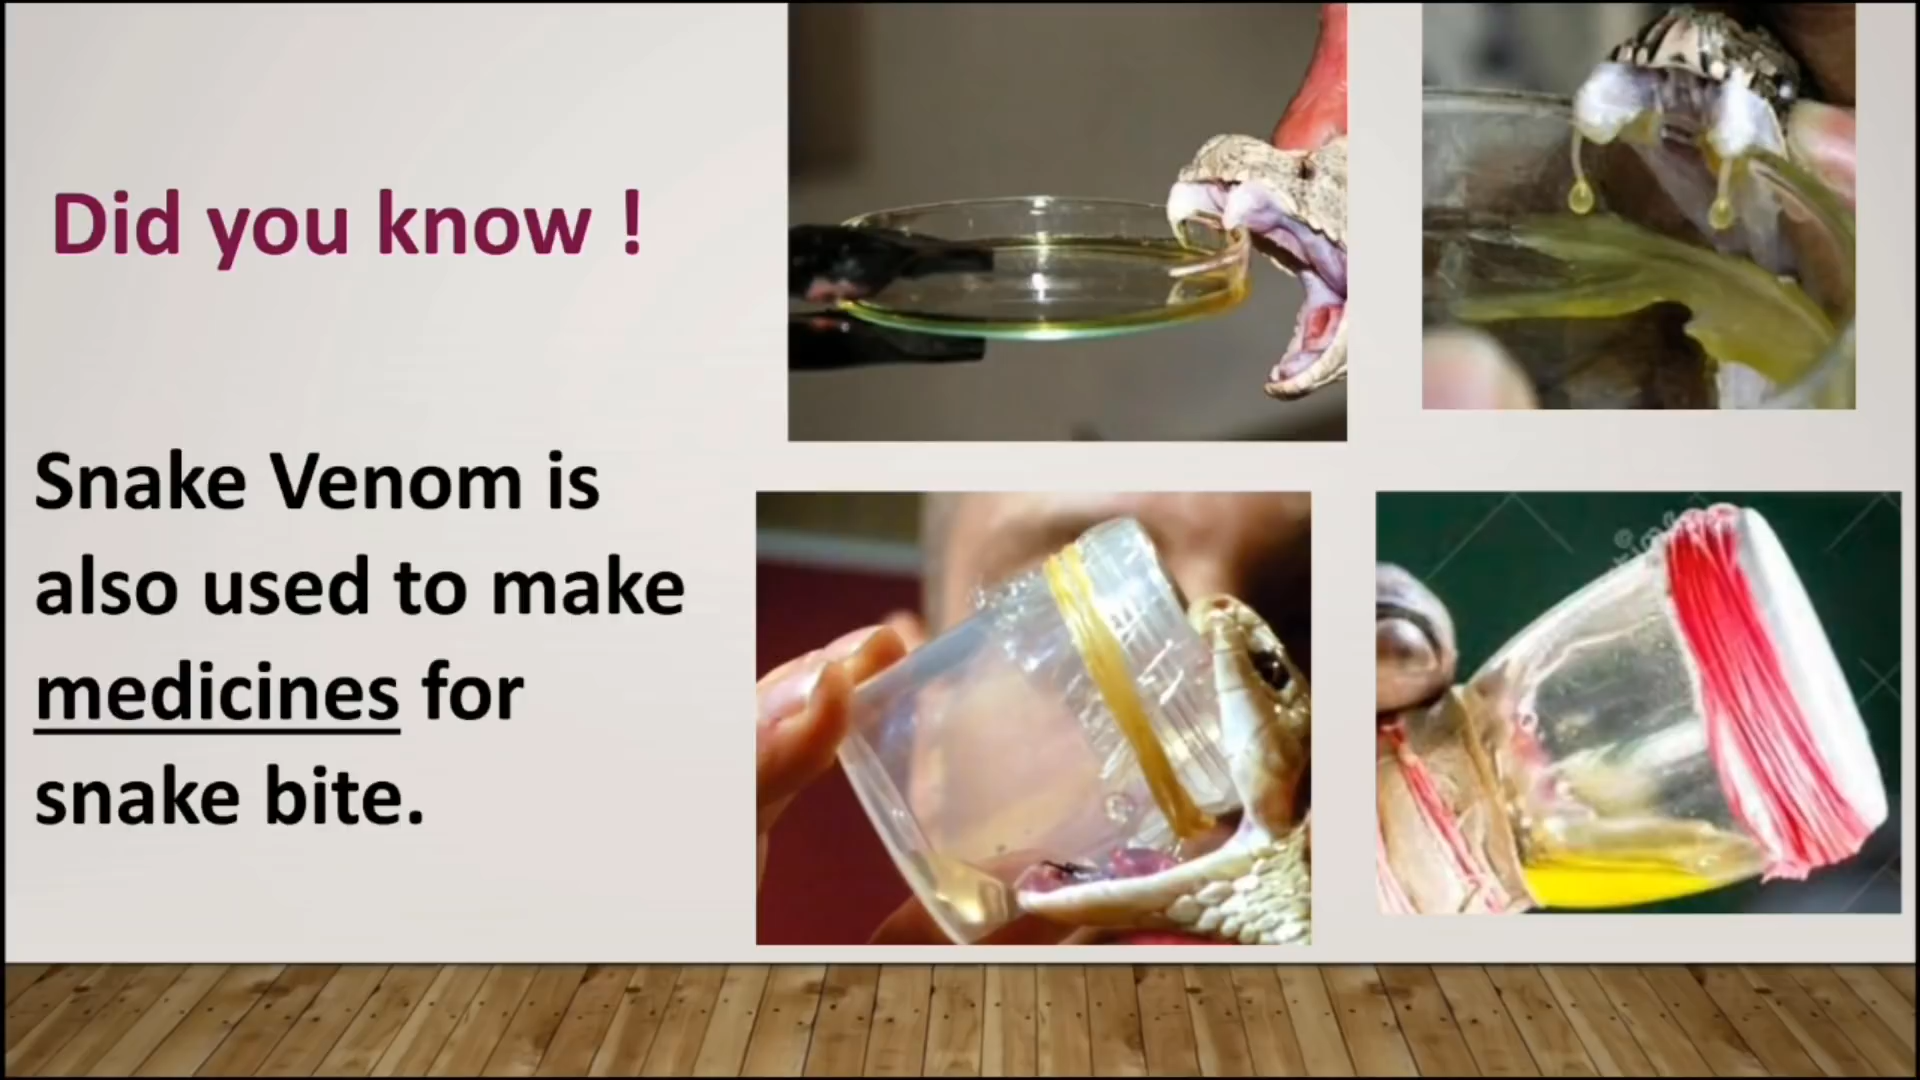 Did you know !
Snake Venom is
also used to make
medicines for
snake bite.